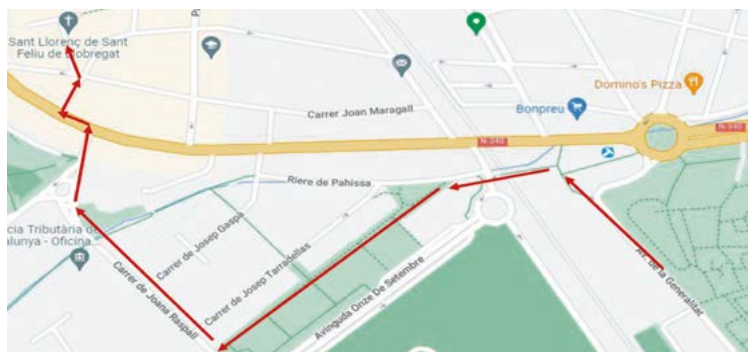 Sant Llorenç de Sant
Feliu de Llobregat
Domino's Pizza
Bonpreu
Carrer Joan Maragall
N-340
N-340
Riere de Pahissa
cia Tributària de
alunya - Oficina...
Carrer de Josep Gaspà
Carrer de Josep Tarradellas
Carrer de Joana Raspall
Avinguda Onze De Setembre
Av. de la Generalitat